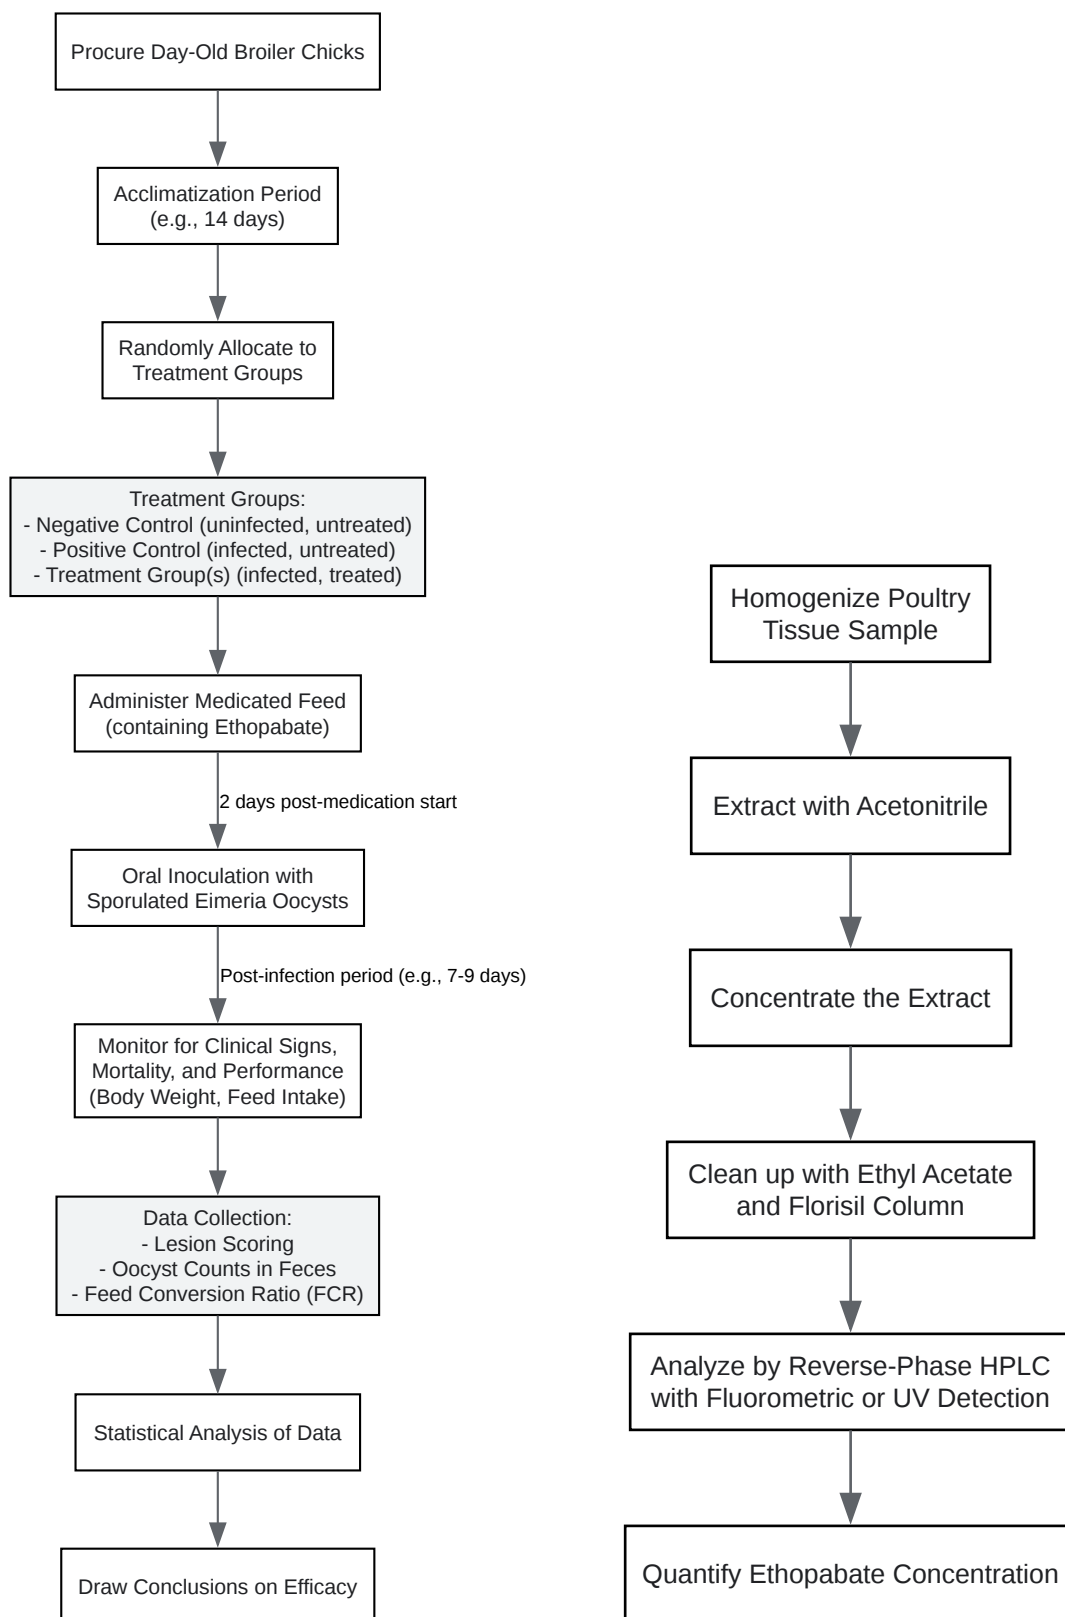 Procure Day-Old Broiler Chicks
Acclimatization Period
(e.g., 14 days)
Randomly Allocate to
Treatment Groups
Treatment Groups:
- Negative Control (uninfected, untreated)
- Positive Control (infected, untreated)
- Treatment Group(s) (infected, treated)
Administer Medicated Feed
(containing Ethopabate)
2 days post-medication start
Oral Inoculation with
Sporulated Eimeria Oocysts
Post-infection period (e.g., 7-9 days)
Monitor for Clinical Signs,
Mortality, and Performance
(Body Weight, Feed Intake)
Data Collection:
- Lesion Scoring
- Oocyst Counts in Feces
- Feed Conversion Ratio (FCR)
Statistical Analysis of Data
Draw Conclusions on Efficacy
Homogenize Poultry
Tissue Sample
Extract with Acetonitrile
Concentrate the Extract
Clean up with Ethyl Acetate
and Florisil Column
Analyze by Reverse-Phase HPLC
with Fluorometric or UV Detection
Quantify Ethopabate Concentration